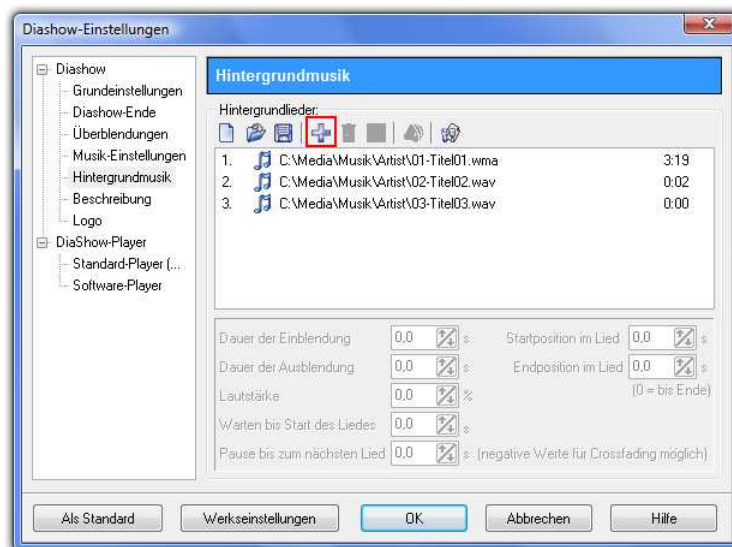 Diashow-Einstellungen
Diashow
Grundeinstellungen
Diashow-Ende
Überblendungen
Musik-Einstellungen
Hintergrundmusik
Beschreibung
Logo
DiaShow-Player
Standard-Player (...
Software-Player
Hintergrundmusik
Hintergrundlieder:
1. C:\Media\Musik\Artist\01-Titel01.wma 3:19
2. C:\Media\Musik\Artist\02-Titel02.wav 0:02
3. C:\Media\Musik\Artist\03-Titel03.wav 0:00
Dauer der Einblendung 0,0 s Startposition im Lied 0,0 s
Dauer der Ausblendung 0,0 s Endposition im Lied 0,0 s
Lautstärke 0,0 % (0 = bis Ende)
Warten bis Start des Liedes 0,0 s
Pause bis zum nächsten Lied 0,0 s (negative Werte für Crossfading möglich)
Als Standard Werkseinstellungen OK Abbrechen Hilfe